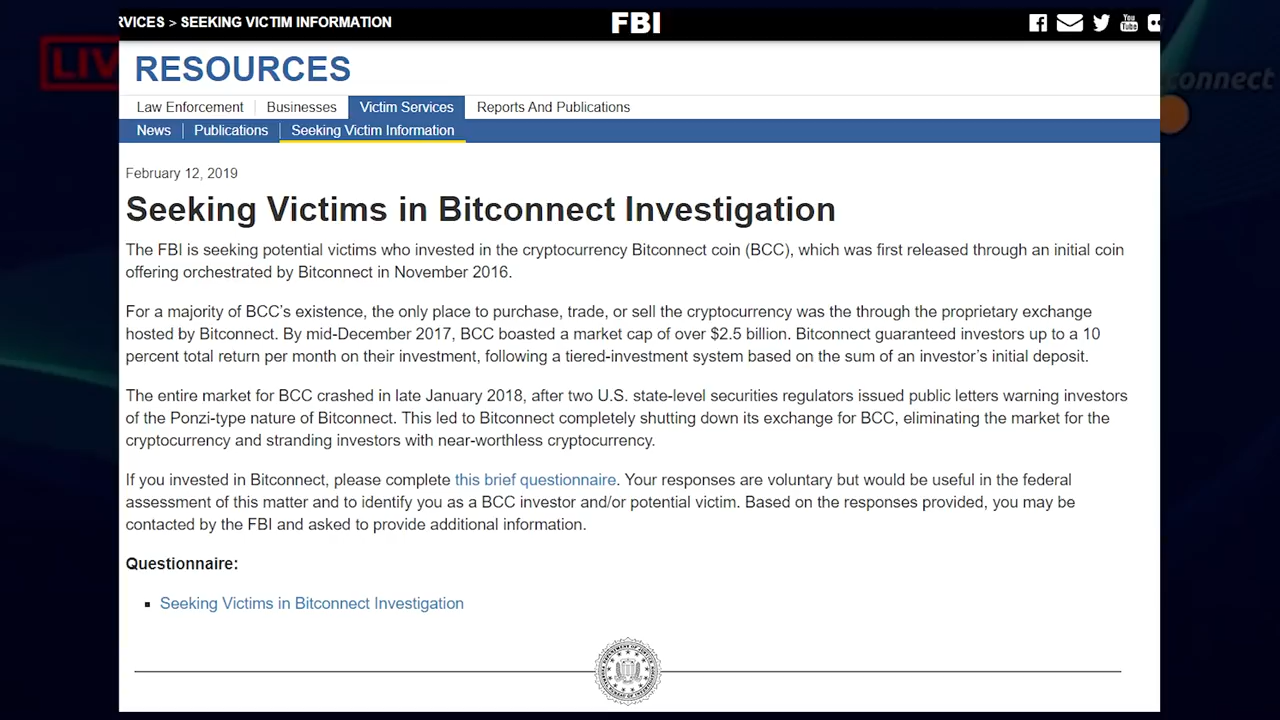 RVICES > SEEKING VICTIM INFORMATION
FBI
You
Tube
LIV
connect
RESOURCES
Law Enforcement
Businesses
Victim Services
Reports And Publications
News
Publications
Seeking Victim Information
February 12, 2019
Seeking Victims in Bitconnect Investigation
The FBI is seeking potential victims who invested in the cryptocurrency Bitconnect coin (BCC), which was first released through an initial coin
offering orchestrated by Bitconnect in November 2016.
For a majority of BCC's existence, the only place to purchase, trade, or sell the cryptocurrency was the through the proprietary exchange
hosted by Bitconnect. By mid-December 2017, BCC boasted a market cap of over $2.5 billion. Bitconnect guaranteed investors up to a 10
percent total return per month on their investment, following a tiered-investment system based on the sum of an investor's initial deposit.
The entire market for BCC crashed in late January 2018, after two U.S. state-level securities regulators issued public letters warning investors
of the Ponzi-type nature of Bitconnect. This led to Bitconnect completely shutting down its exchange for BCC, eliminating the market for the
cryptocurrency and stranding investors with near-worthless cryptocurrency.
If you invested in Bitconnect, please complete this brief questionnaire. Your responses are voluntary but would be useful in the federal
assessment of this matter and to identify you as a BCC investor and/or potential victim. Based on the responses provided, you may be
contacted by the FBI and asked to provide additional information.
Questionnaire:
Seeking Victims in Bitconnect Investigation